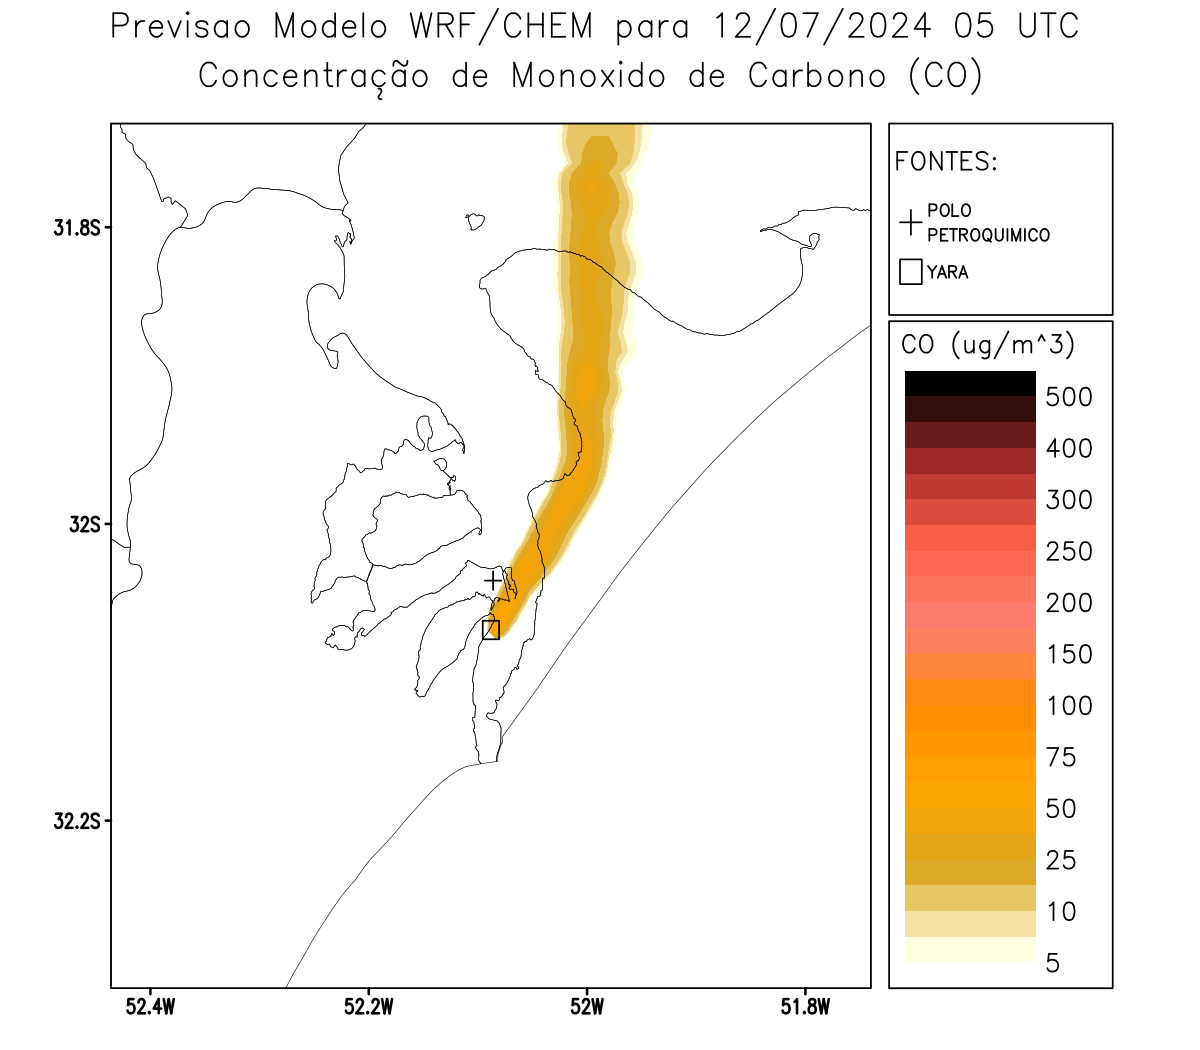 Previsao Modelo WRF/CHEM para 12/07/2024 05 UTC
Concentração de Monoxido de Carbono (CO)
FONTES:
POLO
PETROQUIMICO
YARA
31.8S
32S
32.2S
52.4W
52.2W
52W
51.8W
CO (ug/m^3)
500
400
300
250
200
150
100
75
50
25
10
5